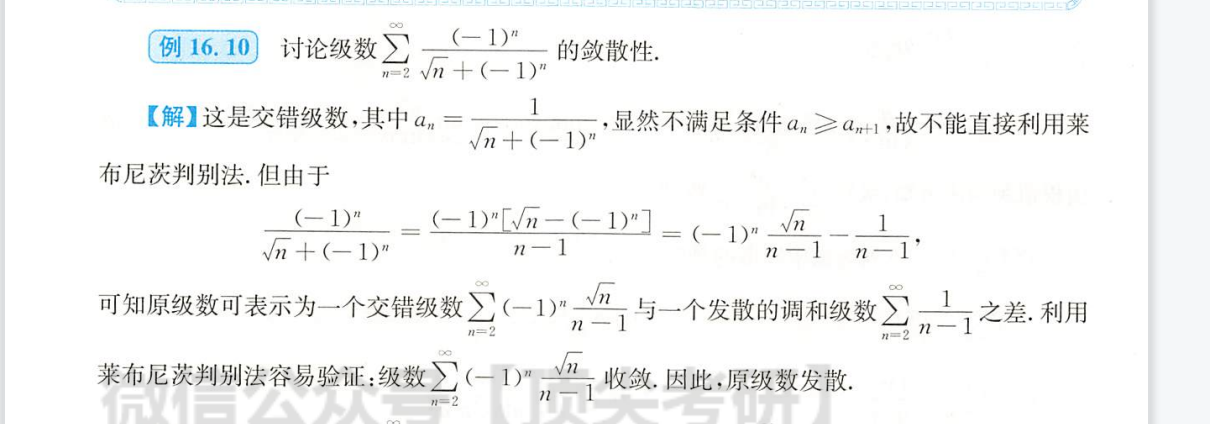 例 16.10 讨论级数 $\sum_{n=2}^{\infty} \frac{(-1)^n}{\sqrt{n}+(-1)^n}$ 的敛散性.
【解】这是交错级数,其中 $a_n = \frac{1}{\sqrt{n}+(-1)^n}$,显然不满足条件 $a_n \geqslant a_{n+1}$,故不能直接利用莱
布尼茨判别法. 但由于
$\frac{(-1)^n}{\sqrt{n}+(-1)^n} = \frac{(-1)^n[\sqrt{n}-(-1)^n]}{n-1} = (-1)^n \frac{\sqrt{n}}{n-1} - \frac{1}{n-1},$
可知原级数可表示为一个交错级数 $\sum_{n=2}^{\infty} (-1)^n \frac{\sqrt{n}}{n-1}$ 与一个发散的调和级数 $\sum_{n=2}^{\infty} \frac{1}{n-1}$ 之差. 利用
莱布尼茨判别法容易验证:级数 $\sum_{n=2}^{\infty} (-1)^n \frac{\sqrt{n}}{n-1}$ 收敛. 因此,原级数发散.
微信公众号【顶尖考研】